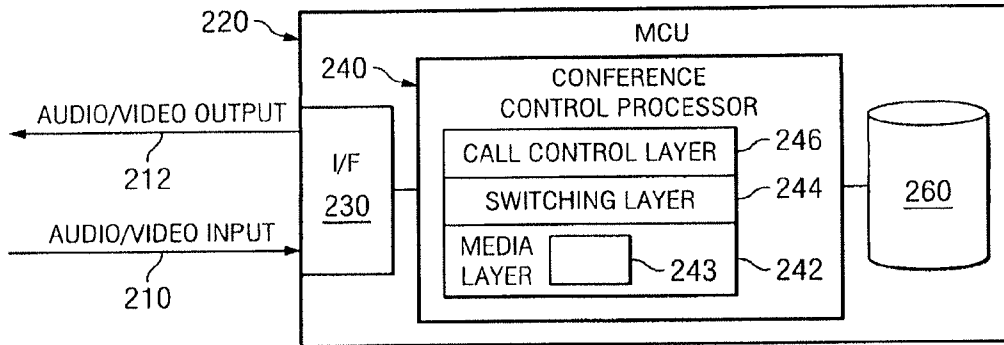 220
MCU
240
CONFERENCE
CONTROL PROCESSOR
AUDIO/VIDEO OUTPUT
212
I/F
230
CALL CONTROL LAYER
246
SWITCHING LAYER
244
260
AUDIO/VIDEO INPUT
210
MEDIA
LAYER
243
242